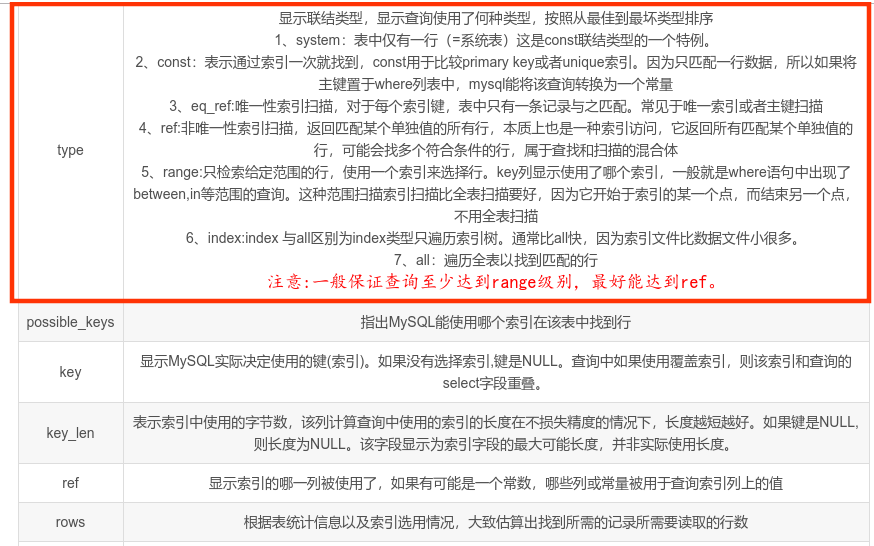 显示联结类型，显示查询使用了何种类型，按照从最佳到最坏类型排序
1、system：表中仅有一行（=系统表）这是const联结类型的一个特例。
2、const：表示通过索引一次就找到，const用于比较primary key或者unique索引。因为只匹配一行数据，所以如果将
主键置于where列表中，mysql能将该查询转换为一个常量
3、eq_ref:唯一性索引扫描，对于每个索引键，表中只有一条记录与之匹配。常见于唯一索引或者主键扫描
4、ref:非唯一性索引扫描，返回匹配某个单独值的所有行，本质上也是一种索引访问，它返回所有匹配某个单独值的
行，可能会找多个符合条件的行，属于查找和扫描的混合体
type
5、range:只检索给定范围的行，使用一个索引来选择行。key列显示使用了哪个索引，一般就是where语句中出现了
between,in等范围的查询。这种范围扫描索引扫描比全表扫描要好，因为它开始于索引的某一个点，而结束另一个点，
不用全表扫描
6、index:index 与all区别为index类型只遍历索引树。通常比all快，因为索引文件比数据文件小很多。
7、all：遍历全表以找到匹配的行
注意:一般保证查询至少达到range级别，最好能达到ref。
possible_keys
指出MySQL能使用哪个索引在该表中找到行
key
显示MySQL实际决定使用的键(索引)。如果没有选择索引,键是NULL。查询中如果使用覆盖索引，则该索引和查询的
select字段重叠。
key_len
表示索引中使用的字节数，该列计算查询中使用的索引的长度在不损失精度的情况下，长度越短越好。如果键是NULL,
则长度为NULL。该字段显示为索引字段的最大可能长度，并非实际使用长度。
ref
显示索引的哪一列被使用了，如果有可能是一个常数，哪些列或常量被用于查询索引列上的值
rows
根据表统计信息以及索引选用情况，大致估算出找到所需的记录所需要读取的行数